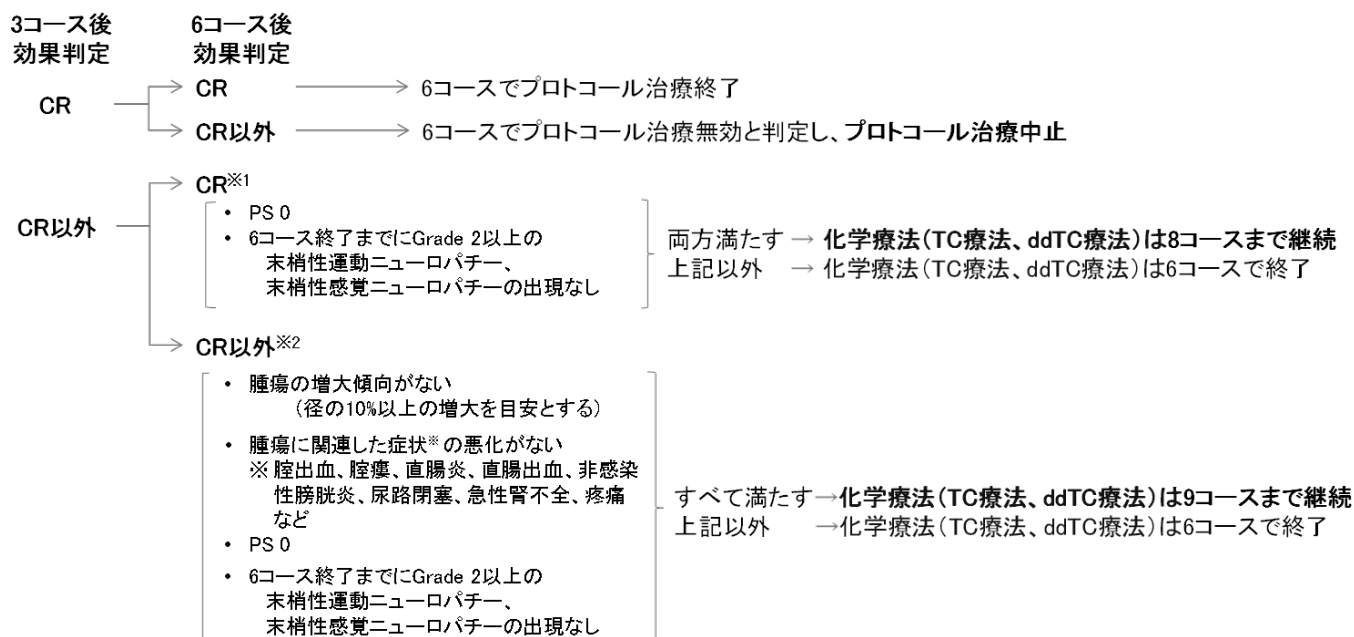 3コース後
効果判定
6コース後
効果判定
CR
CR → 6コースでプロトコール治療終了
CR以外 → 6コースでプロトコール治療無効と判定し、プロトコール治療中止
CR以外
CR※1
• PS 0
• 6コース終了までにGrade 2以上の
末梢性運動ニューロパチー、
末梢性感覚ニューロパチーの出現なし
両方満たす → 化学療法(TC療法、ddTC療法)は8コースまで継続
上記以外 → 化学療法(TC療法、ddTC療法)は6コースで終了
CR以外※2
• 腫瘍の増大傾向がない
(径の10%以上の増大を目安とする)
• 腫瘍に関連した症状※の悪化がない
※ 腟出血、腟瘻、直腸炎、直腸出血、非感染
性膀胱炎、尿路閉塞、急性腎不全、疼痛
など
• PS 0
• 6コース終了までにGrade 2以上の
末梢性運動ニューロパチー、
末梢性感覚ニューロパチーの出現なし
すべて満たす→化学療法(TC療法、ddTC療法)は9コースまで継続
上記以外 →化学療法(TC療法、ddTC療法)は6コースで終了